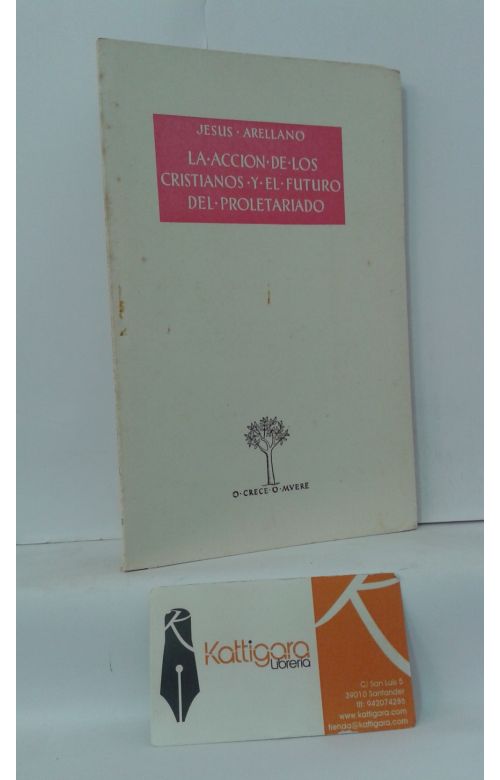 JESUS · ARELLANO
LA · ACCION · DE · LOS
CRISTIANOS · Y · EL · FUTURO
DEL · PROLETARIADO
O · CRECE · O · MVERE
Kattigara
Librería
C/ San Luis 5
39010 Santander
tlf: 942074286
www.kattigara.com
tienda@kattigara.com